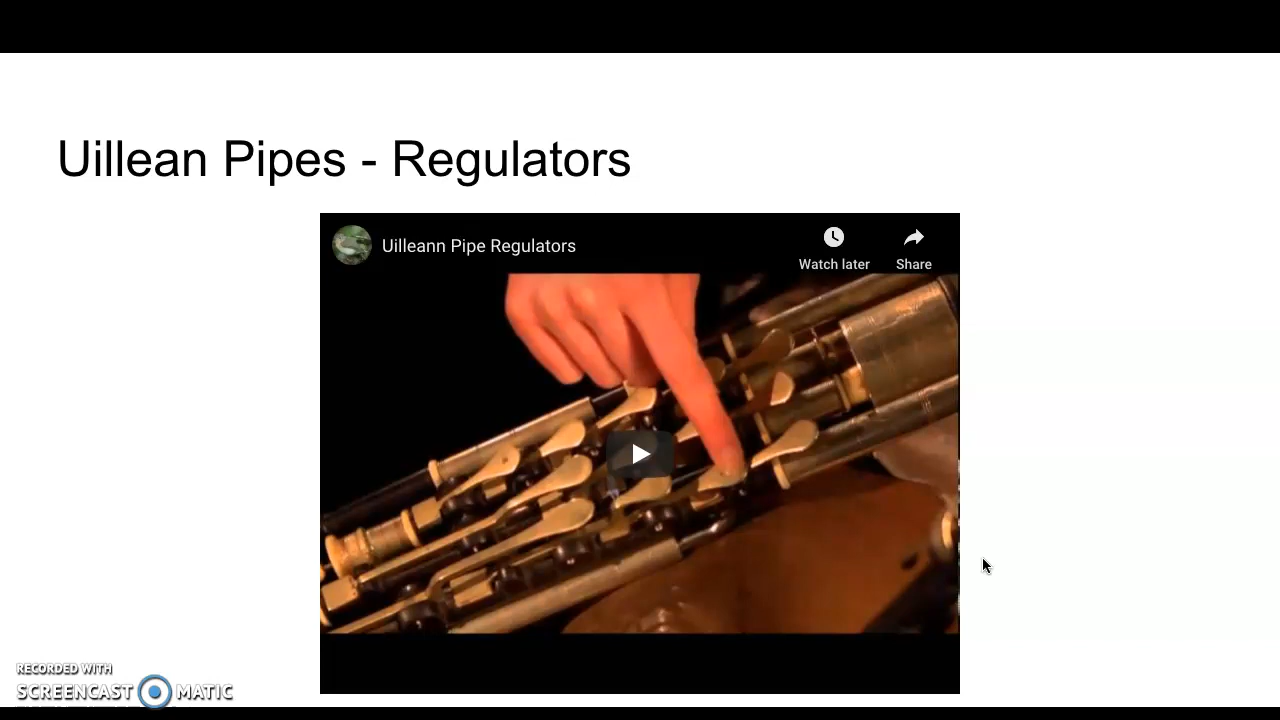 Uillean Pipes - Regulators
Uilleann Pipe Regulators
Watch later
Share
RECORDED WITH
SCREENCAST MATIC